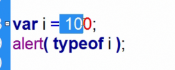 var i = 100;
alert( typeof i );